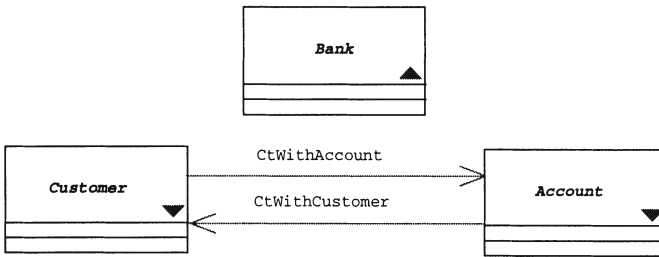 Bank
CtWithAccount
Customer
Account
CtWithCustomer